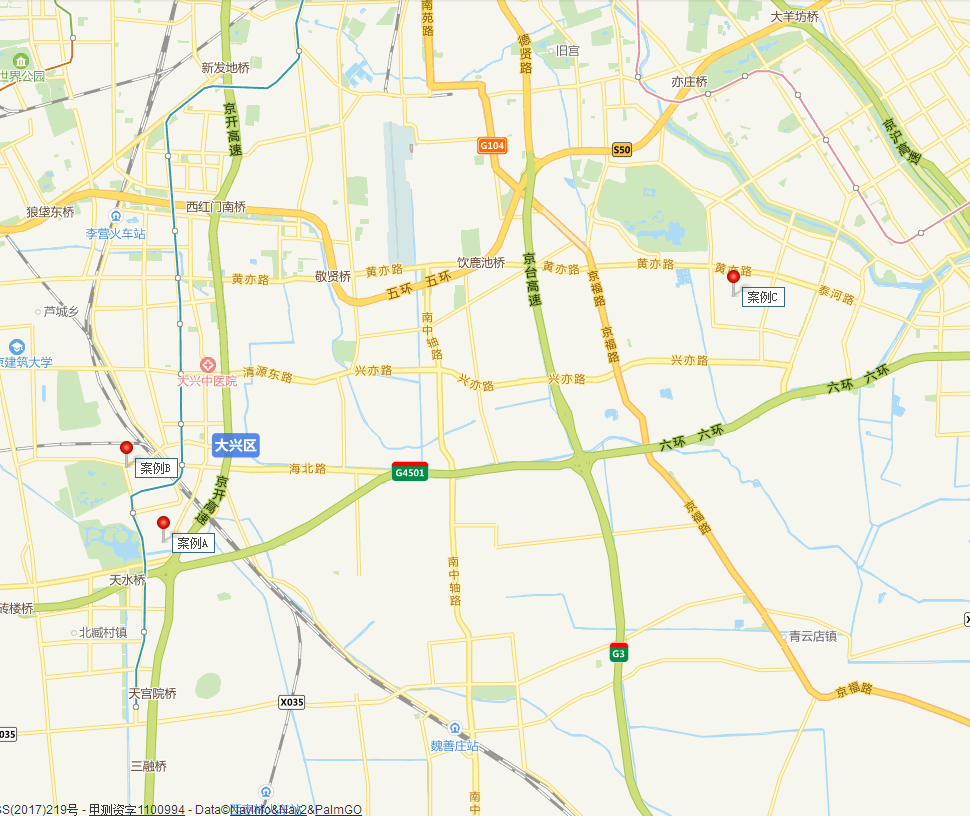 南苑路
大羊坊桥
德贤路
旧宫
世界公园
新发地桥
亦庄桥
京开高速
京沪高速
G104
S50
狼垡东桥
西红门南桥
李营火车站
饮鹿池桥
黄亦路
敬贤桥
黄亦路
五环
五环
京台高速
黄亦路
黄亦路
黄亦路
京福路
案例C
泰河路
芦城乡
南中轴路
京福路
京建筑大学
大兴中医院
清源东路
兴亦路
兴亦路
兴亦路
兴亦路
六环
六环
大兴区
六环
六环
案例B
海北路
G4501
京开高速
京福路
案例A
天水桥
南中轴路
砖楼桥
北臧村镇
青云店镇
G3
天宫院桥
京福路
X035
035
魏善庄站
三融桥
南中
GS(2017)219号 - 甲测资字1100994 - Data©NavInfo&Nav2&PalmGO